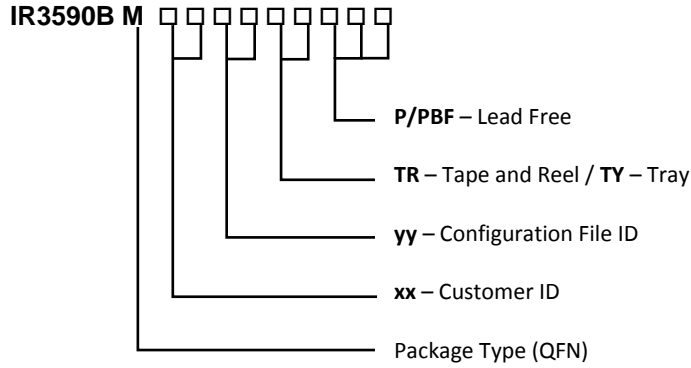 IR3590B M □ □ □ □ □ □ □ □ □
P/PBF – Lead Free
TR – Tape and Reel / TY – Tray
yy – Configuration File ID
xx – Customer ID
Package Type (QFN)